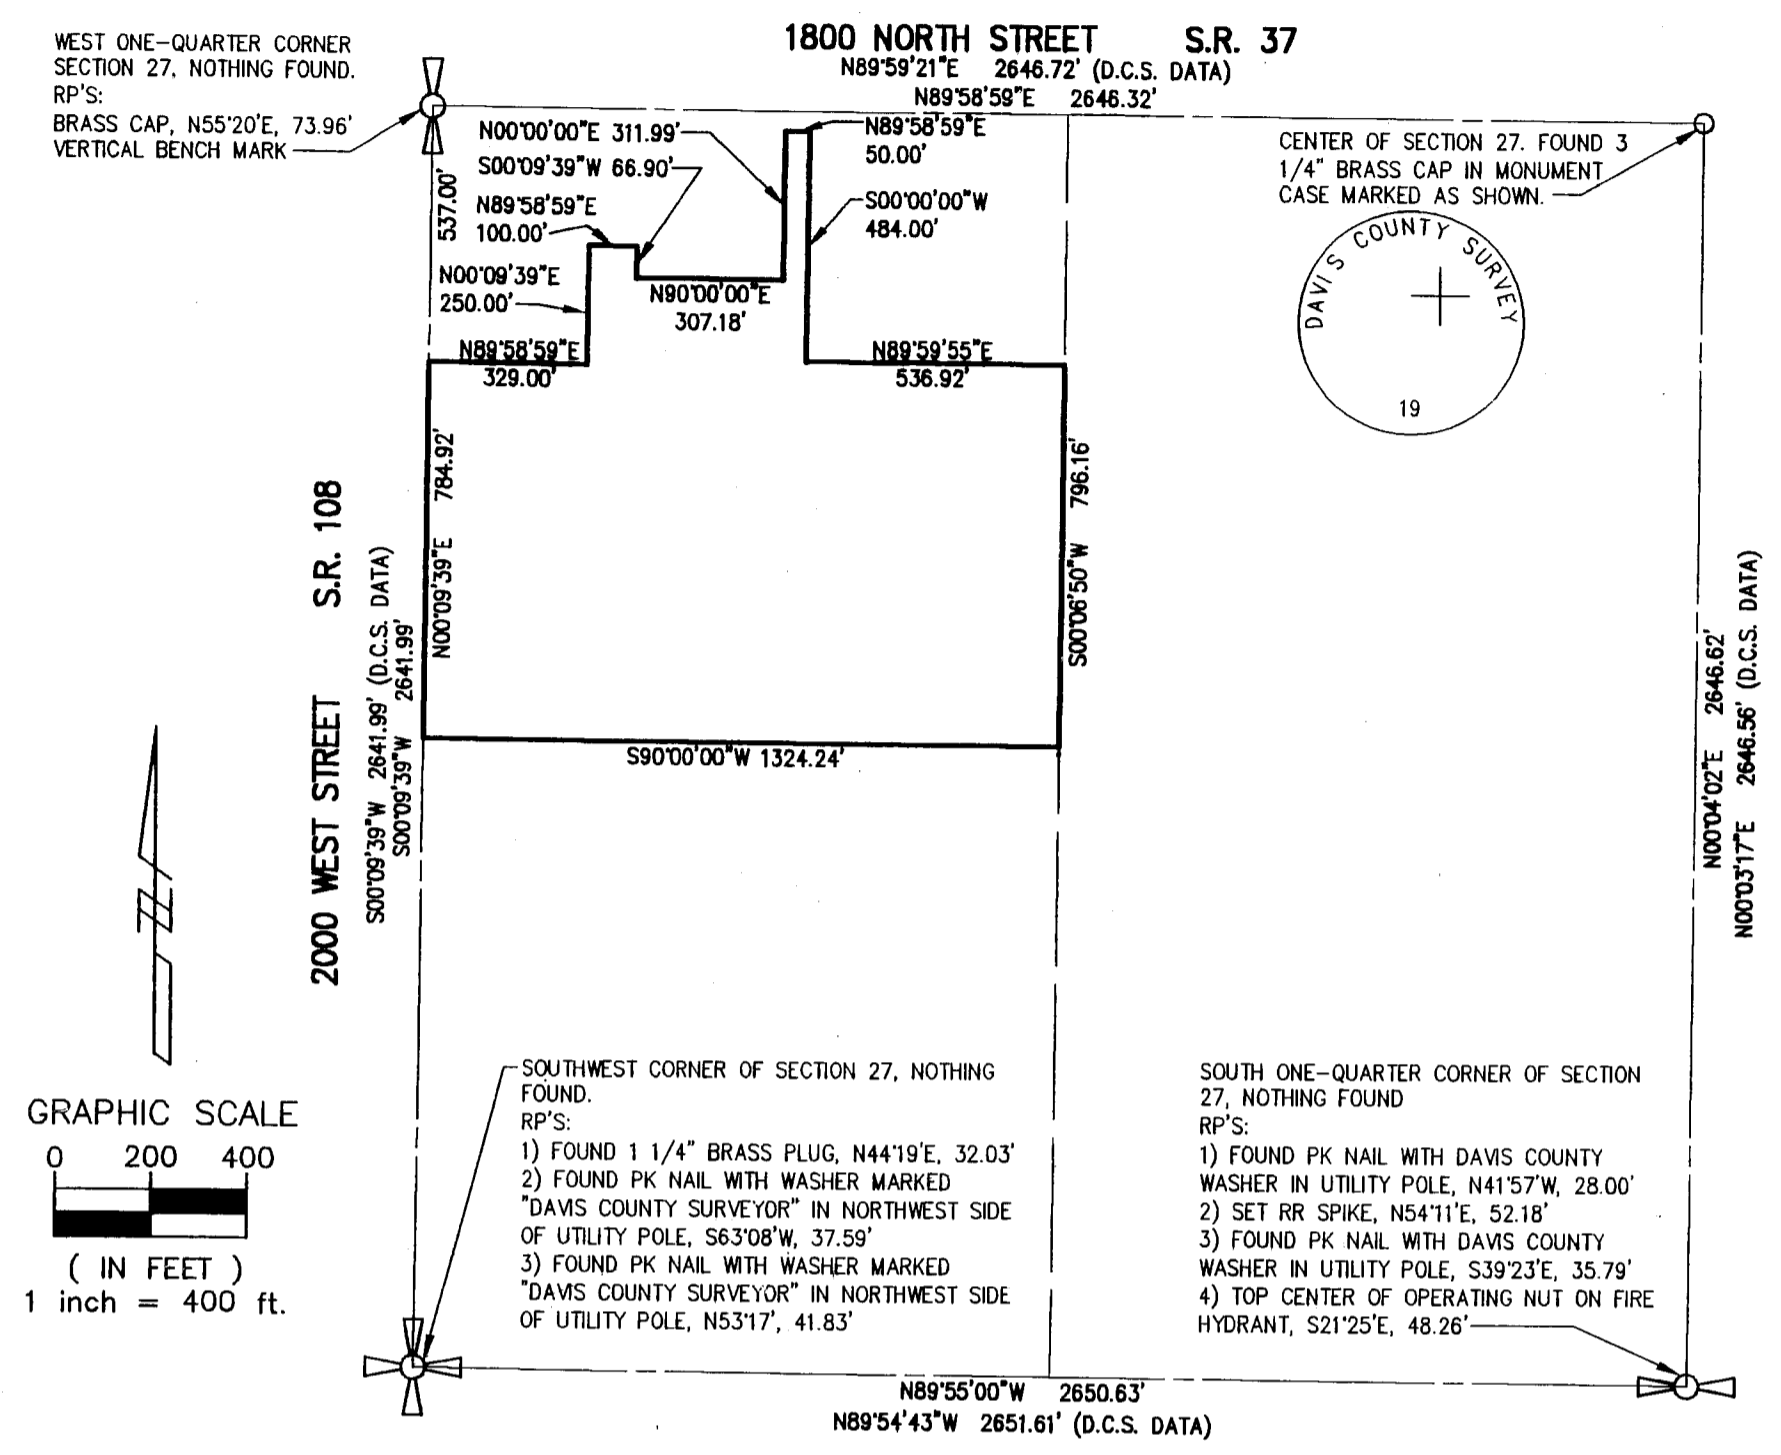 1800 NORTH STREET S.R. 37
N89°59'21"E 2646.72' (D.C.S. DATA)
N89°58'59"E 2646.32'
WEST ONE-QUARTER CORNER
SECTION 27, NOTHING FOUND.
RP'S:
BRASS CAP, N55°20'E, 73.96'
VERTICAL BENCH MARK
537.00'
N00°00'00"E 311.99'
S00°09'39"W 66.90'
N89°58'59"E
100.00'
N00°09'39"E
250.00'
N89°58'59"E
329.00'
N90°00'00"E
307.18'
N89°58'59"E
50.00'
S00°00'00"W
484.00'
N89°59'55"E
536.92'
CENTER OF SECTION 27. FOUND 3
1/4" BRASS CAP IN MONUMENT
CASE MARKED AS SHOWN.
DAVIS COUNTY SURVEY
19
N00°09'39"E 784.92'
S00°06'50"W 796.16'
S90°00'00"W 1324.24'
2000 WEST STREET S.R. 108
S00°09'39"W 2641.99' (D.C.S. DATA)
S00°09'39"W 2641.99'
N00°04'02"E 2646.62'
N00°03'17"E 2646.56' (D.C.S. DATA)
GRAPHIC SCALE
0 200 400
( IN FEET )
1 inch = 400 ft.
SOUTHWEST CORNER OF SECTION 27, NOTHING
FOUND.
RP'S:
1) FOUND 1 1/4" BRASS PLUG, N44°19'E, 32.03'
2) FOUND PK NAIL WITH WASHER MARKED
"DAVIS COUNTY SURVEYOR" IN NORTHWEST SIDE
OF UTILITY POLE, S63°08'W, 37.59'
3) FOUND PK NAIL WITH WASHER MARKED
"DAVIS COUNTY SURVEYOR" IN NORTHWEST SIDE
OF UTILITY POLE, N53°17', 41.83'
SOUTH ONE-QUARTER CORNER OF SECTION
27, NOTHING FOUND
RP'S:
1) FOUND PK NAIL WITH DAVIS COUNTY
WASHER IN UTILITY POLE, N41°57'W, 28.00'
2) SET RR SPIKE, N54°11'E, 52.18'
3) FOUND PK NAIL WITH DAVIS COUNTY
WASHER IN UTILITY POLE, S39°23'E, 35.79'
4) TOP CENTER OF OPERATING NUT ON FIRE
HYDRANT, S21°25'E, 48.26'
N89°55'00"W 2650.63'
N89°54'43"W 2651.61' (D.C.S. DATA)